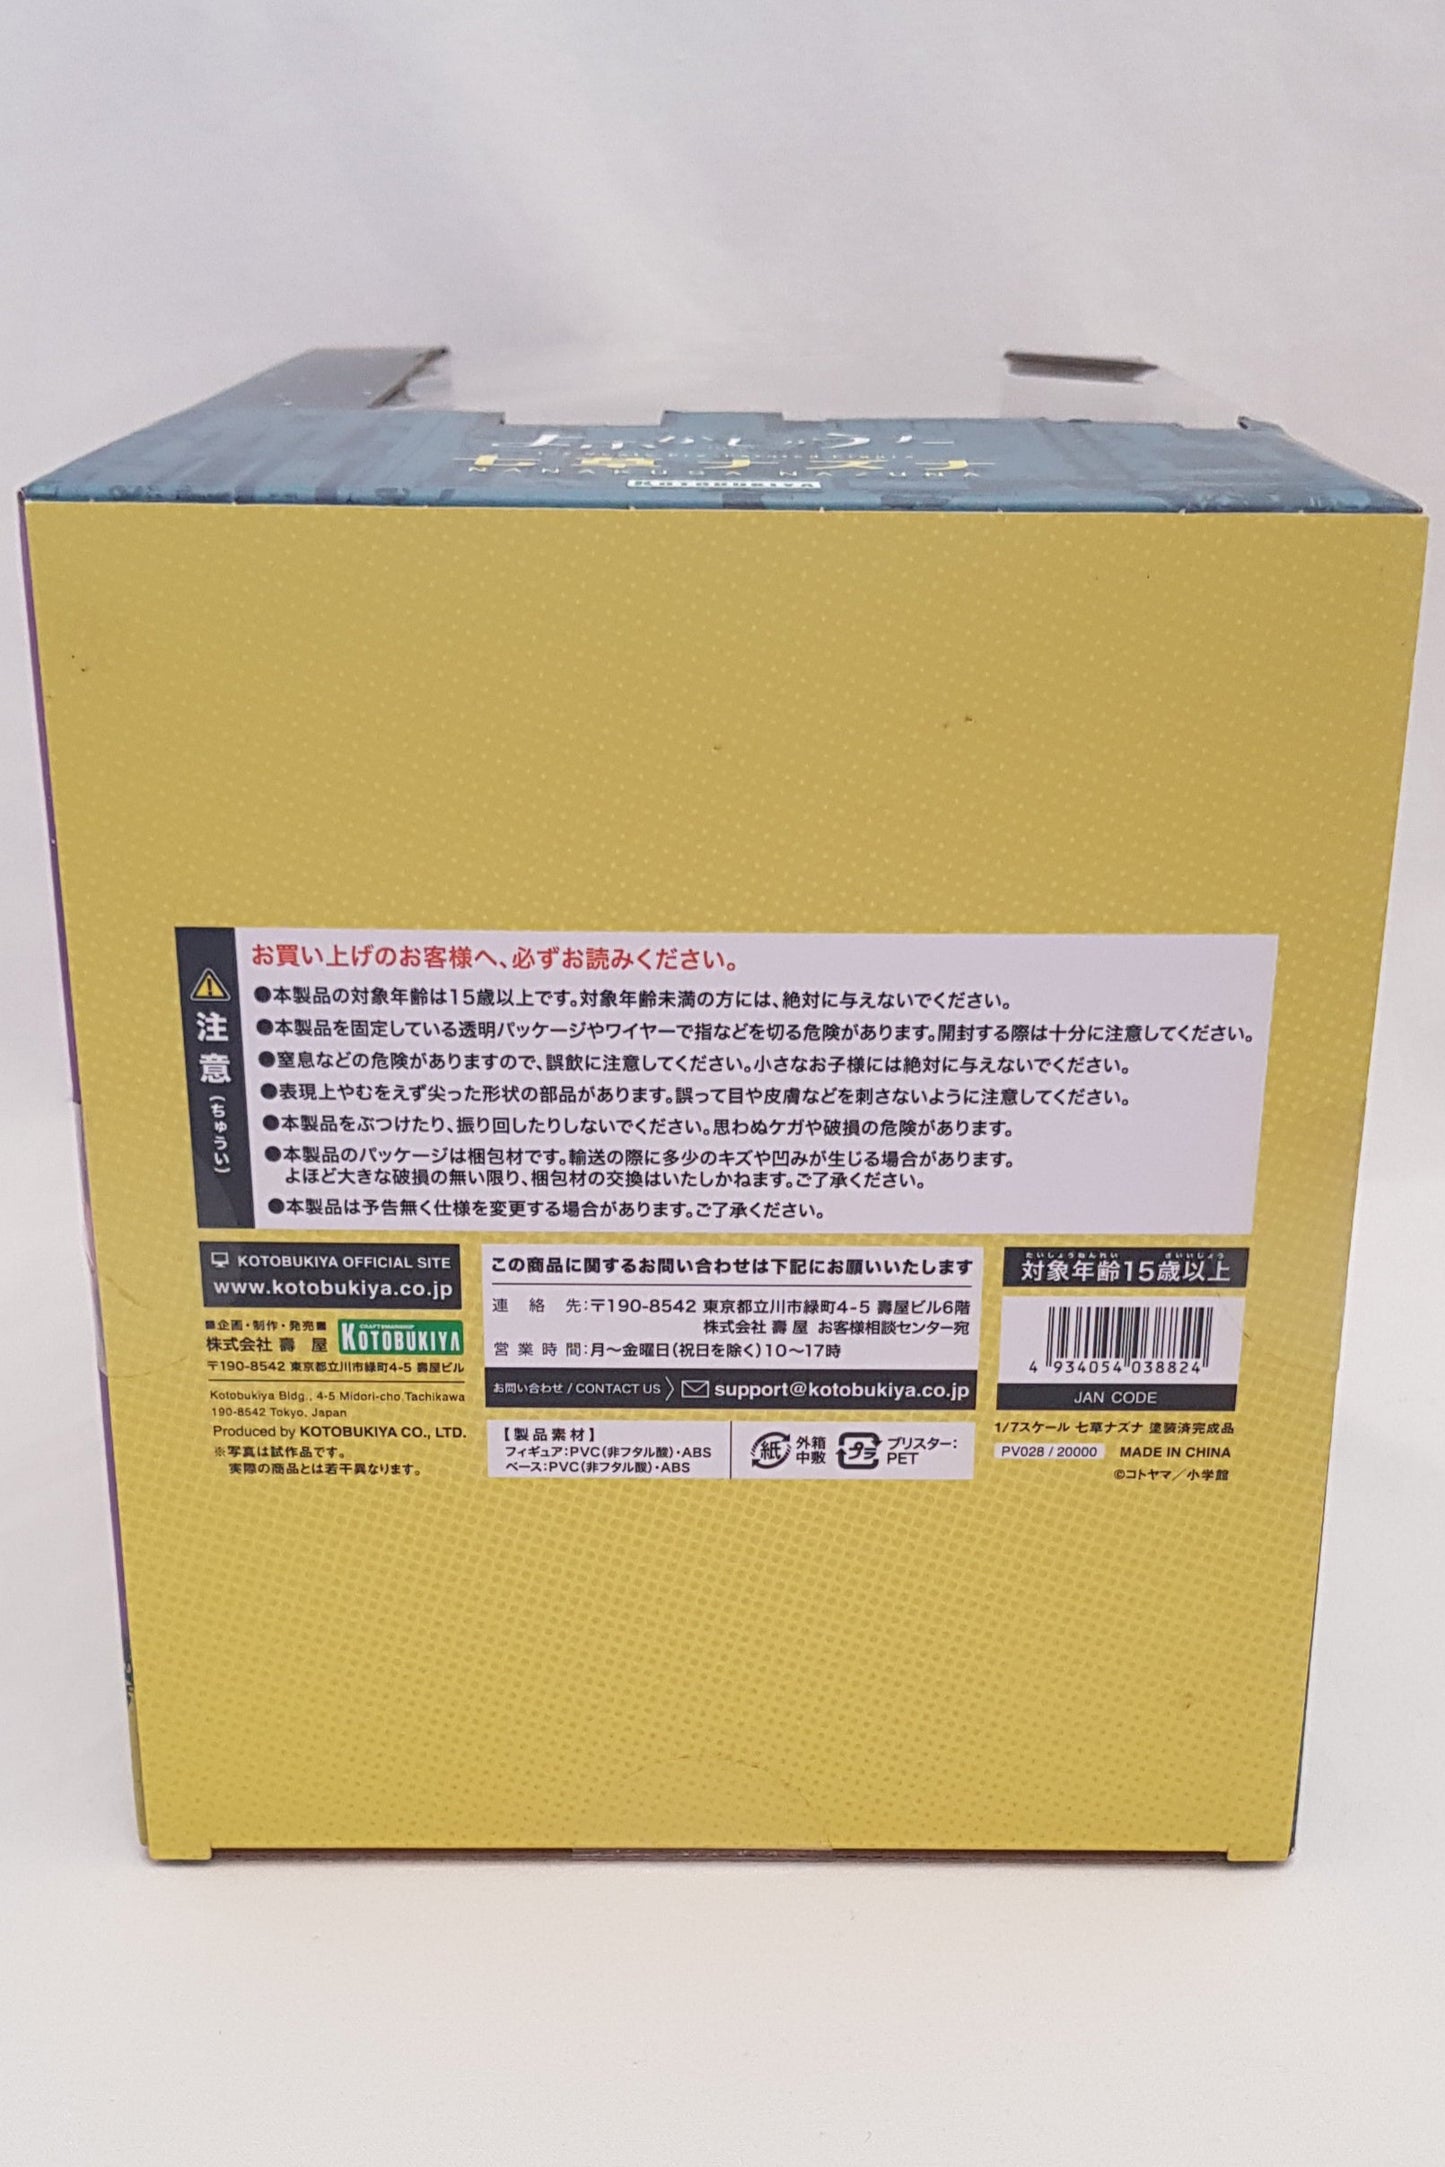 七草ナズナ
NANAKUSA NAZUNA
KOTOBUKIYA
注意(ちゅうい)
お買い上げのお客様へ、必ずお読みください。
●本製品の対象年齢は15歳以上です。対象年齢未満の方には、絶対に与えないでください。
●本製品を固定している透明パッケージやワイヤーで指などを切る危険があります。開封する際は十分に注意してください。
●窒息などの危険がありますので、誤飲に注意してください。小さなお子様には絶対に与えないでください。
●表現上やむをえず尖った形状の部品があります。誤って目や皮膚などを刺さないように注意してください。
●本製品をぶつけたり、振り回したりしないでください。思わぬケガや破損の危険があります。
●本製品のパッケージは梱包材です。輸送の際に多少のキズや凹みが生じる場合があります。
よほど大きな破損の無い限り、梱包材の交換はいたしかねます。ご了承ください。
●本製品は予告無く仕様を変更する場合があります。ご了承ください。
KOTOBUKIYA OFFICIAL SITE
www.kotobukiya.co.jp
■企画・制作・発売■
株式会社 壽 屋
CRAFTSMANSHIP
KOTOBUKIYA
〒190-8542 東京都立川市緑町4-5 壽屋ビル
Kotobukiya Bldg., 4-5 Midori-cho,Tachikawa
190-8542 Tokyo, Japan
Produced by KOTOBUKIYA CO., LTD.
※写真は試作品です。
実際の商品とは若干異なります。
この商品に関するお問い合わせは下記にお願いいたします
連絡先:〒190-8542 東京都立川市緑町4-5 壽屋ビル6階
株式会社 壽 屋 お客様相談センター宛
営業時間:月〜金曜日(祝日を除く)10〜17時
お問い合わせ / CONTACT US support@kotobukiya.co.jp
【製品素材】
フィギュア:PVC(非フタル酸)・ABS
ベース:PVC(非フタル酸)・ABS
紙 外箱
中敷
プラ ブリスター:
PET
たいしょうねんれい さいいじょう
対象年齢15歳以上
4 934054 038824
JAN CODE
1/7スケール 七草ナズナ 塗装済完成品
PV028 / 20000 MADE IN CHINA
©コトヤマ/小学館